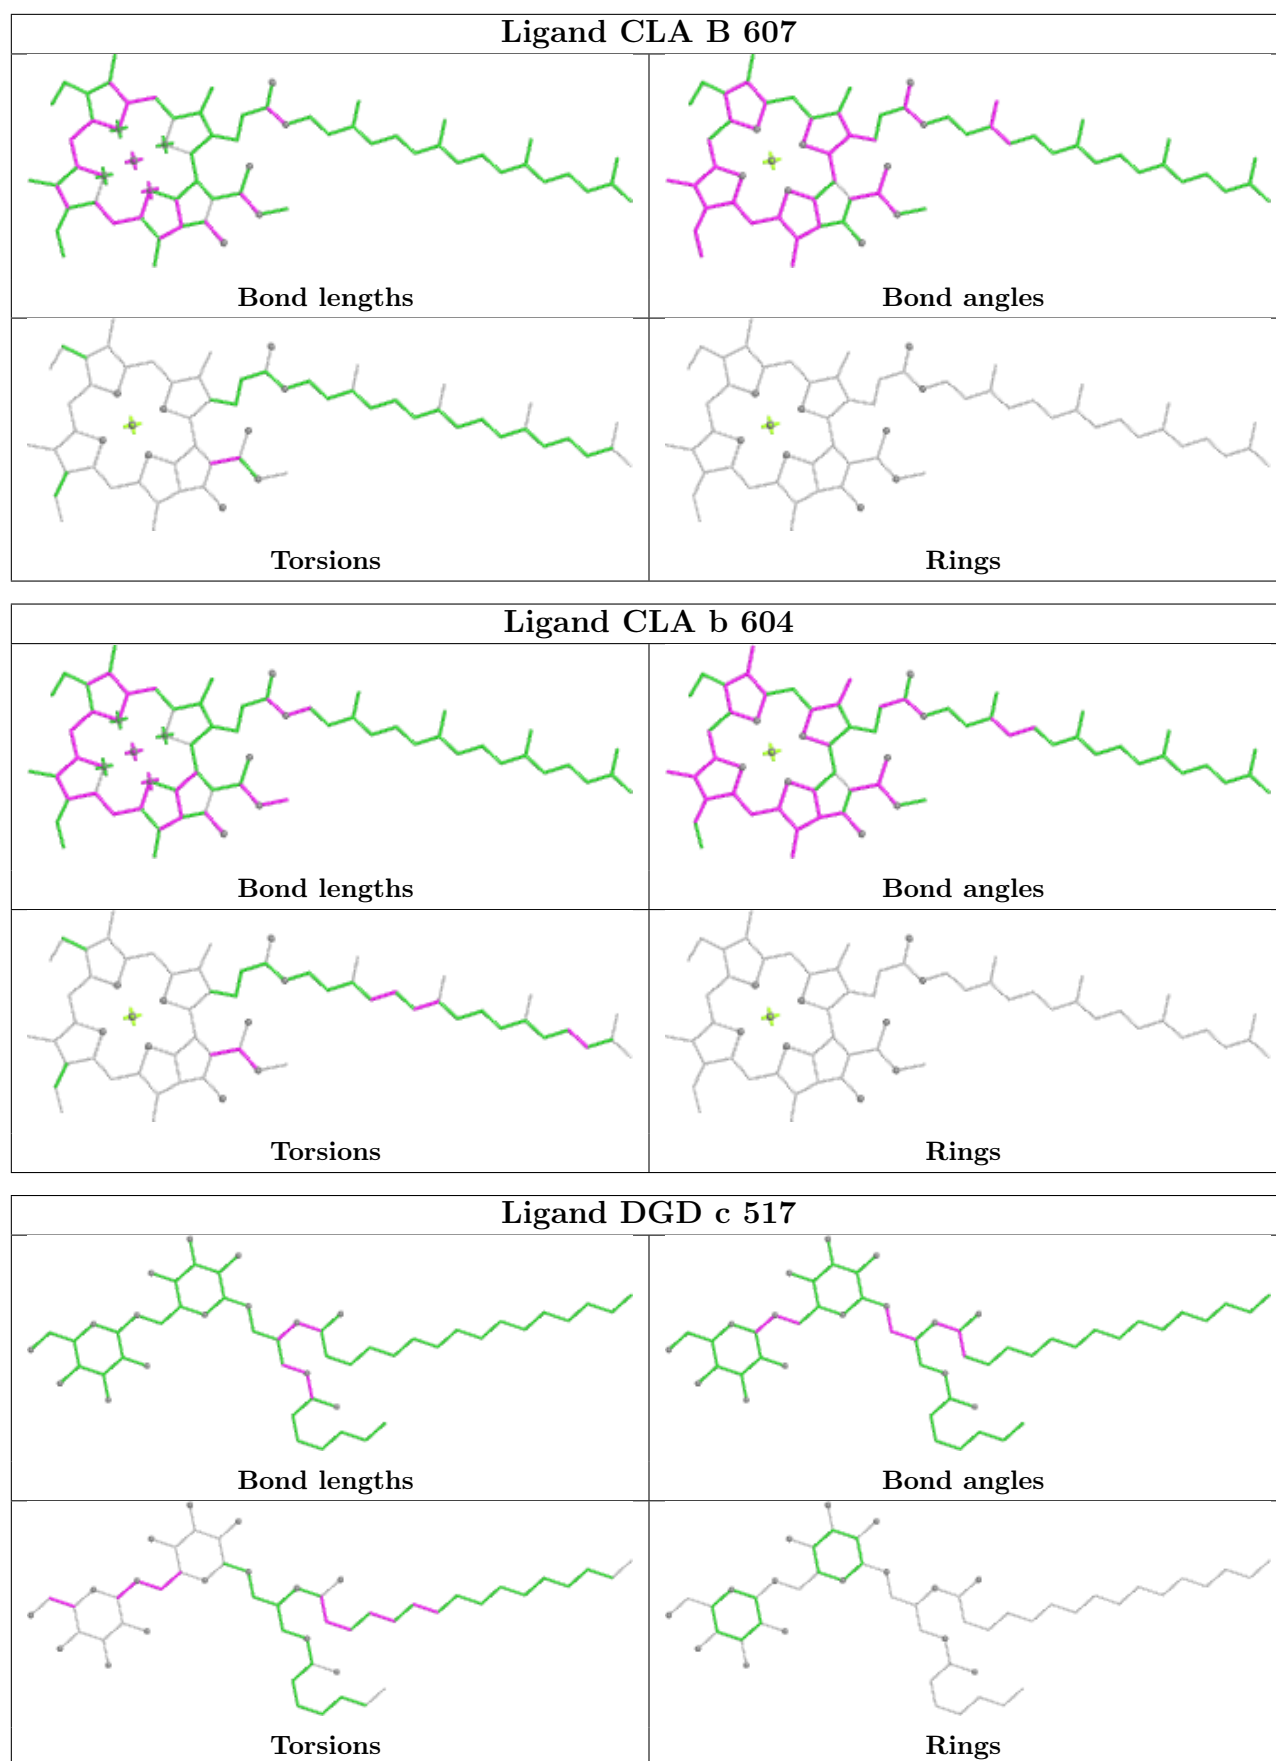 Ligand CLA B 607
Bond lengths
Bond angles
Torsions
Rings
Ligand CLA b 604
Bond lengths
Bond angles
Torsions
Rings
Ligand DGD c 517
Bond lengths
Bond angles
Torsions
Rings